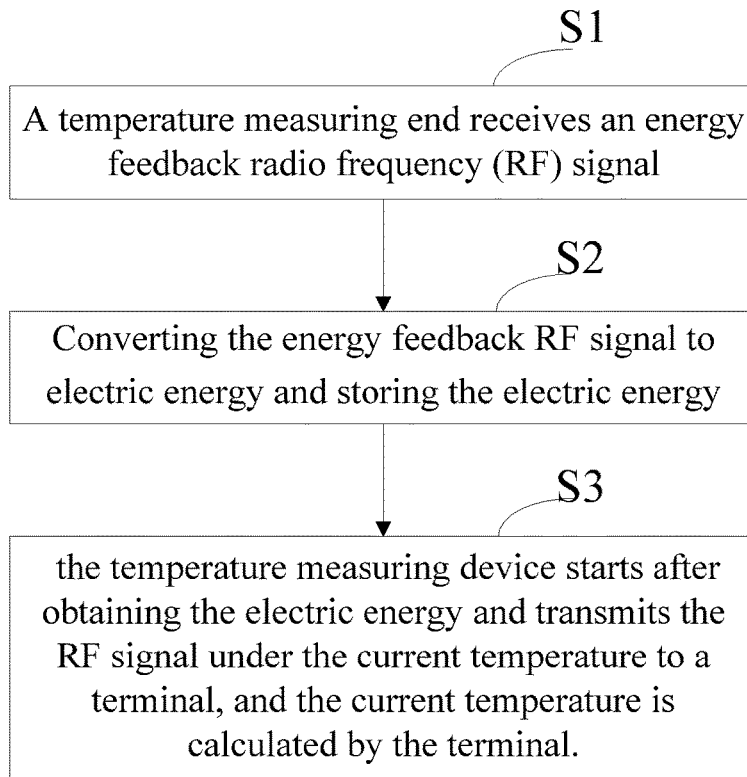 S1
A temperature measuring end receives an energy
feedback radio frequency (RF) signal
S2
Converting the energy feedback RF signal to
electric energy and storing the electric energy
S3
the temperature measuring device starts after
obtaining the electric energy and transmits the
RF signal under the current temperature to a
terminal, and the current temperature is
calculated by the terminal.